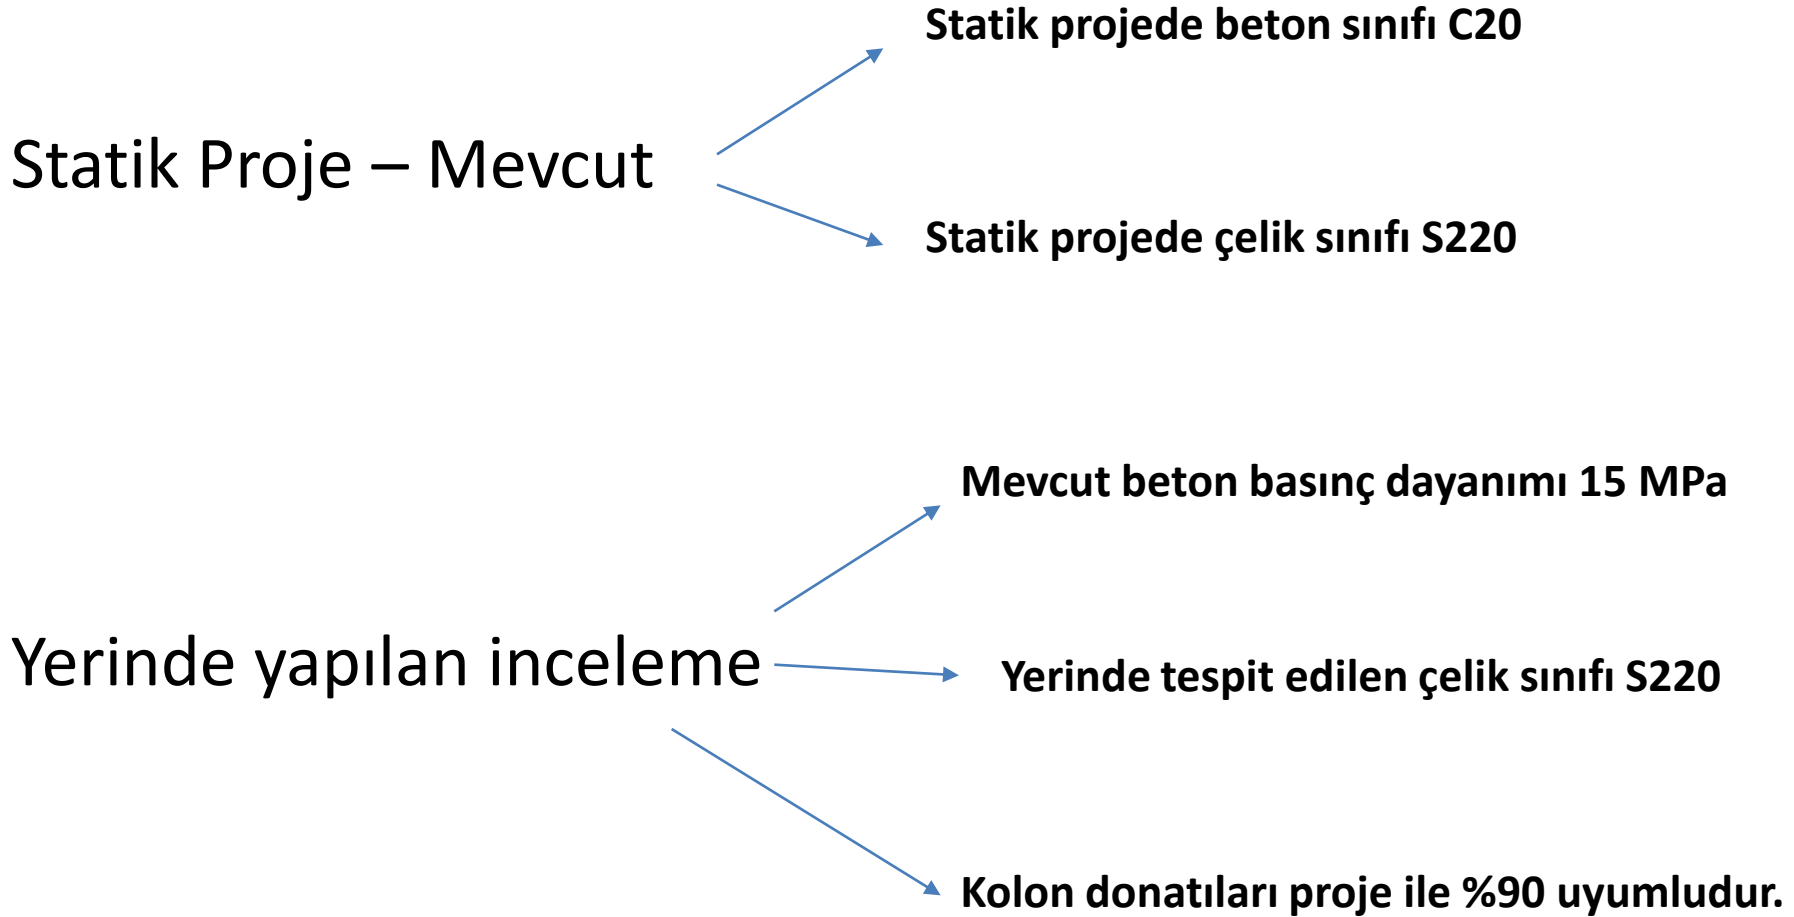 Statik projede beton sınıfı C20
Statik Proje – Mevcut
Statik projede çelik sınıfı S220
Mevcut beton basınç dayanımı 15 MPa
Yerinde yapılan inceleme
Yerinde tespit edilen çelik sınıfı S220
Kolon donatıları proje ile %90 uyumludur.